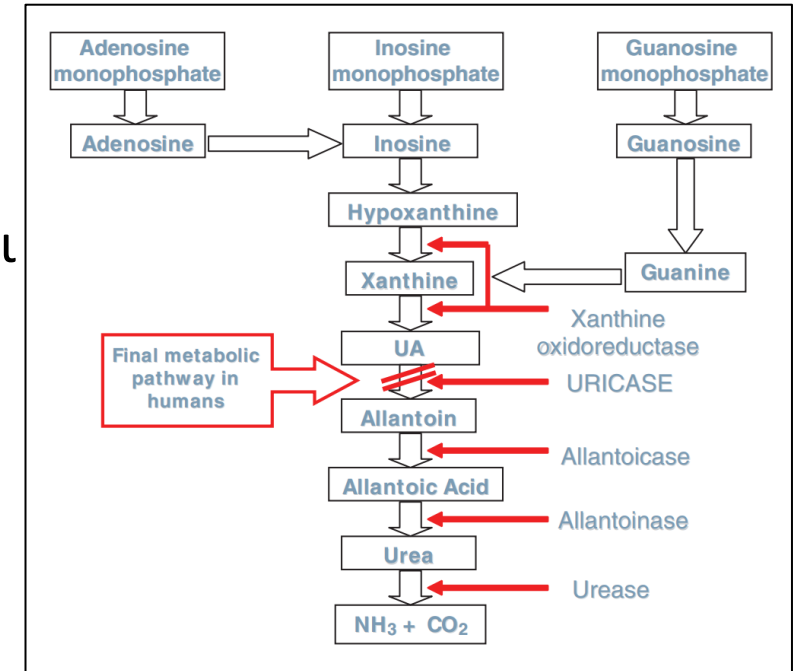 Adenosine
monophosphate
Inosine
monophosphate
Guanosine
monophosphate
Adenosine
Inosine
Guanosine
Hypoxanthine
l
Xanthine
Guanine
Xanthine
oxidoreductase
UA
Final metabolic
pathway in
humans
URICASE
Allantoin
Allantoicase
Allantoic Acid
Allantoinase
Urea
Urease
NH₃ + CO₂